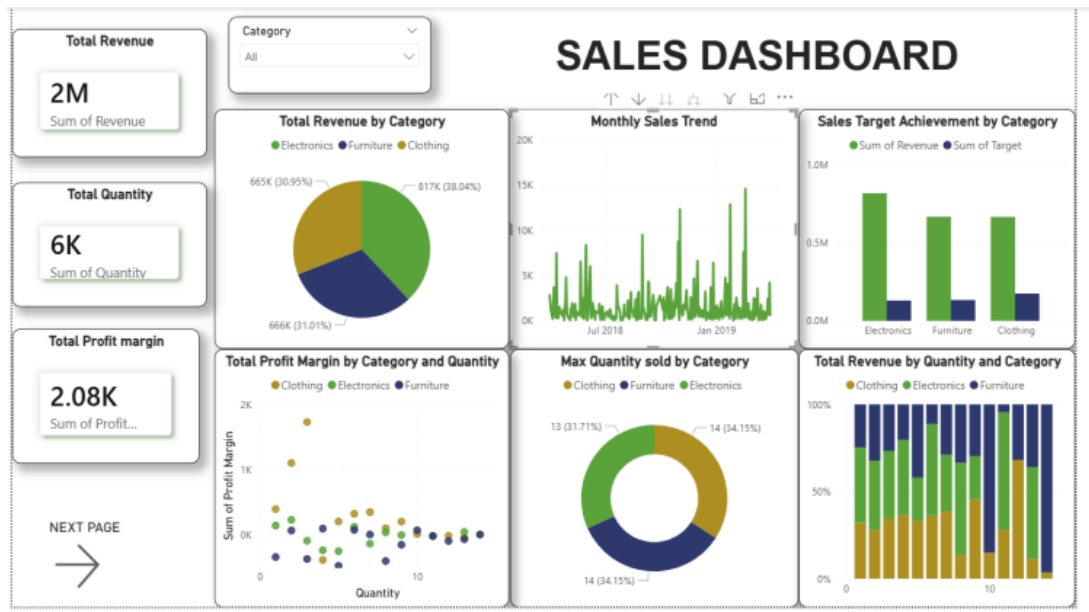 SALES DASHBOARD
Total Revenue
2M
Sum of Revenue
Category
All
Total Quantity
6K
Sum of Quantity
Total Profit margin
2.08K
Sum of Profit...
NEXT PAGE
Total Revenue by Category
Electronics Furniture Clothing
665K (30.95%)
817K (38.04%)
666K (31.01%)
Monthly Sales Trend
20K
15K
10K
5K
0K
Jul 2018 Jan 2019
Sales Target Achievement by Category
Sum of Revenue Sum of Target
1.0M
0.5M
0.0M
Electronics Furniture Clothing
Total Profit Margin by Category and Quantity
Clothing Electronics Furniture
Sum of Profit Margin
2K
1K
0K
0 10
Quantity
Max Quantity sold by Category
Clothing Furniture Electronics
13 (31.71%)
14 (34.15%)
14 (34.15%)
Total Revenue by Quantity and Category
Clothing Electronics Furniture
100%
50%
0%
0 10